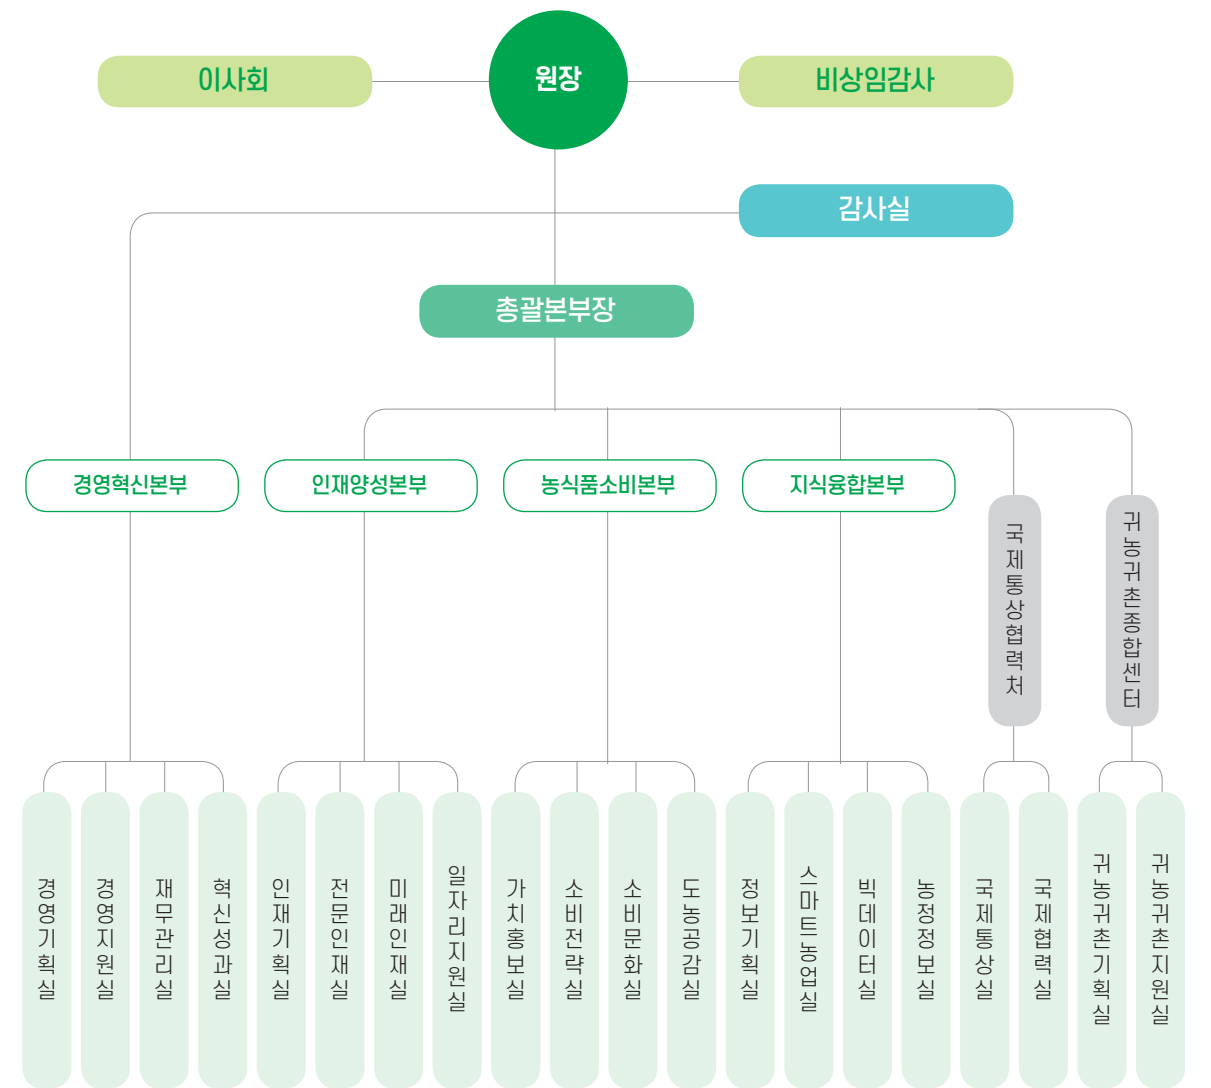 이사회
원장
비상임감사
감사실
총괄본부장
경영혁신본부
인재양성본부
농식품소비본부
지식융합본부
국제통상협력처
귀농귀촌종합센터
경영기획실
경영지원실
재무관리실
혁신성과실
인재기획실
전문인재실
미래인재실
일자리지원실
가치홍보실
소비전략실
소비문화실
도농공감실
정보기획실
스마트농업실
빅데이터실
농정정보실
국제통상실
국제협력실
귀농귀촌기획실
귀농귀촌지원실